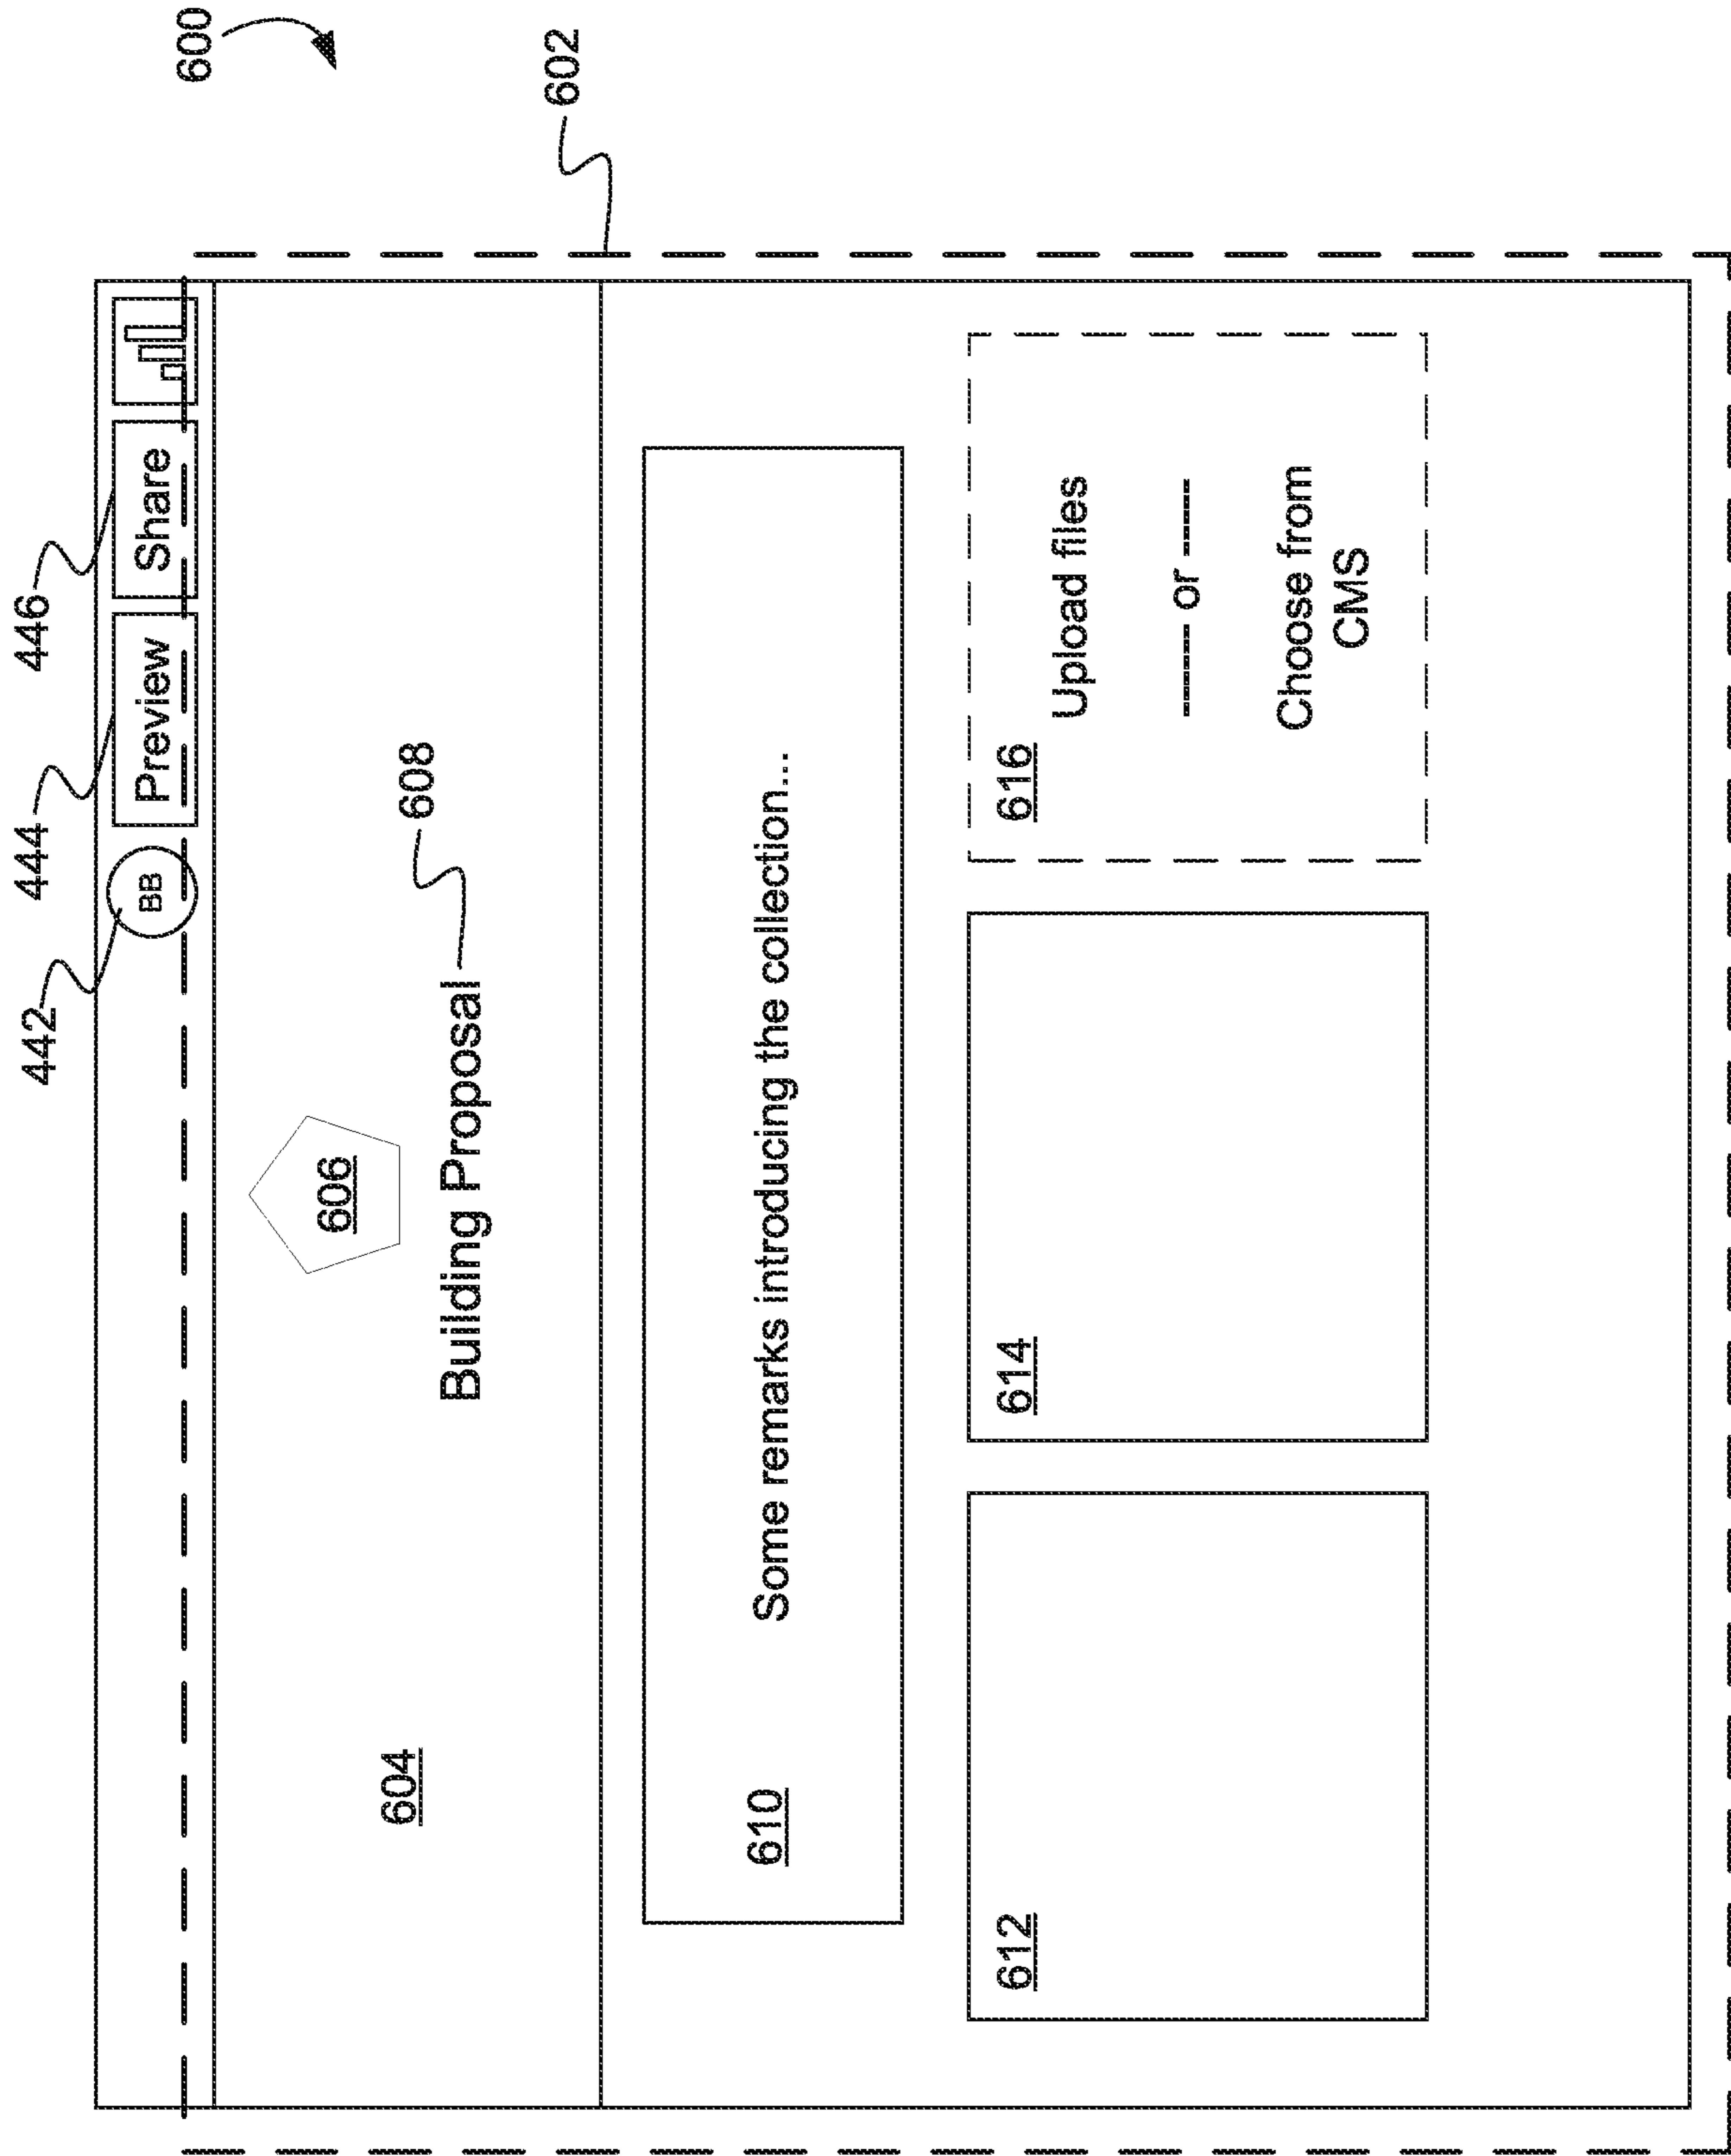 600
442
444
446
BB
Preview
Share
602
606
Building Proposal
608
604
610
Some remarks introducing the collection...
612
614
616
Upload files
------ or ------
Choose from
CMS